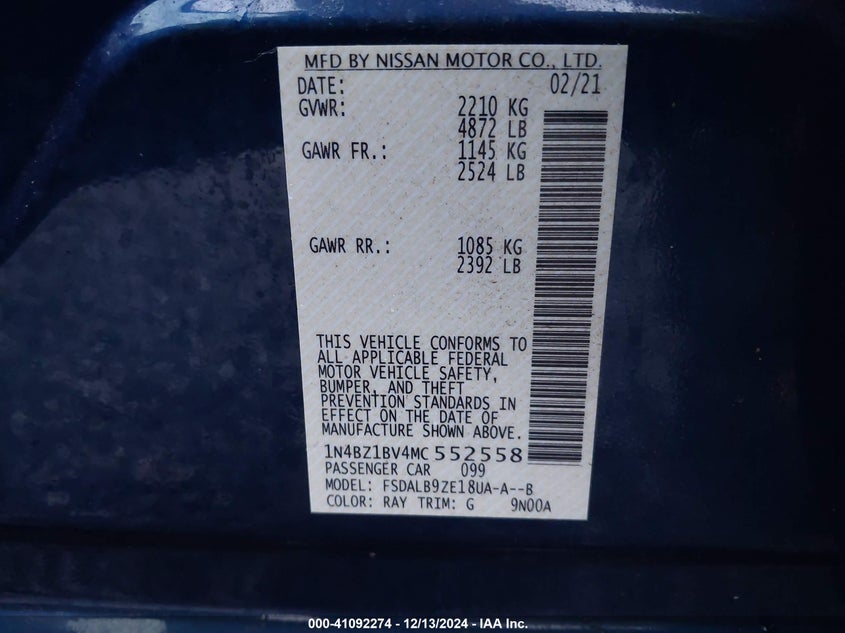 MFD BY NISSAN MOTOR CO., LTD.
DATE: 02/21
GVWR: 2210 KG
4872 LB
GAWR FR.: 1145 KG
2524 LB
GAWR RR.: 1085 KG
2392 LB
THIS VEHICLE CONFORMS TO
ALL APPLICABLE FEDERAL
MOTOR VEHICLE SAFETY,
BUMPER, AND THEFT
PREVENTION STANDARDS IN
EFFECT ON THE DATE OF
MANUFACTURE SHOWN ABOVE.
1N4BZ1BV4MC 552558
PASSENGER CAR 099
MODEL: FSDALB9ZE18UA-A--B
COLOR: RAY TRIM: G 9N00A
000-41092274 - 12/13/2024 - IAA Inc.